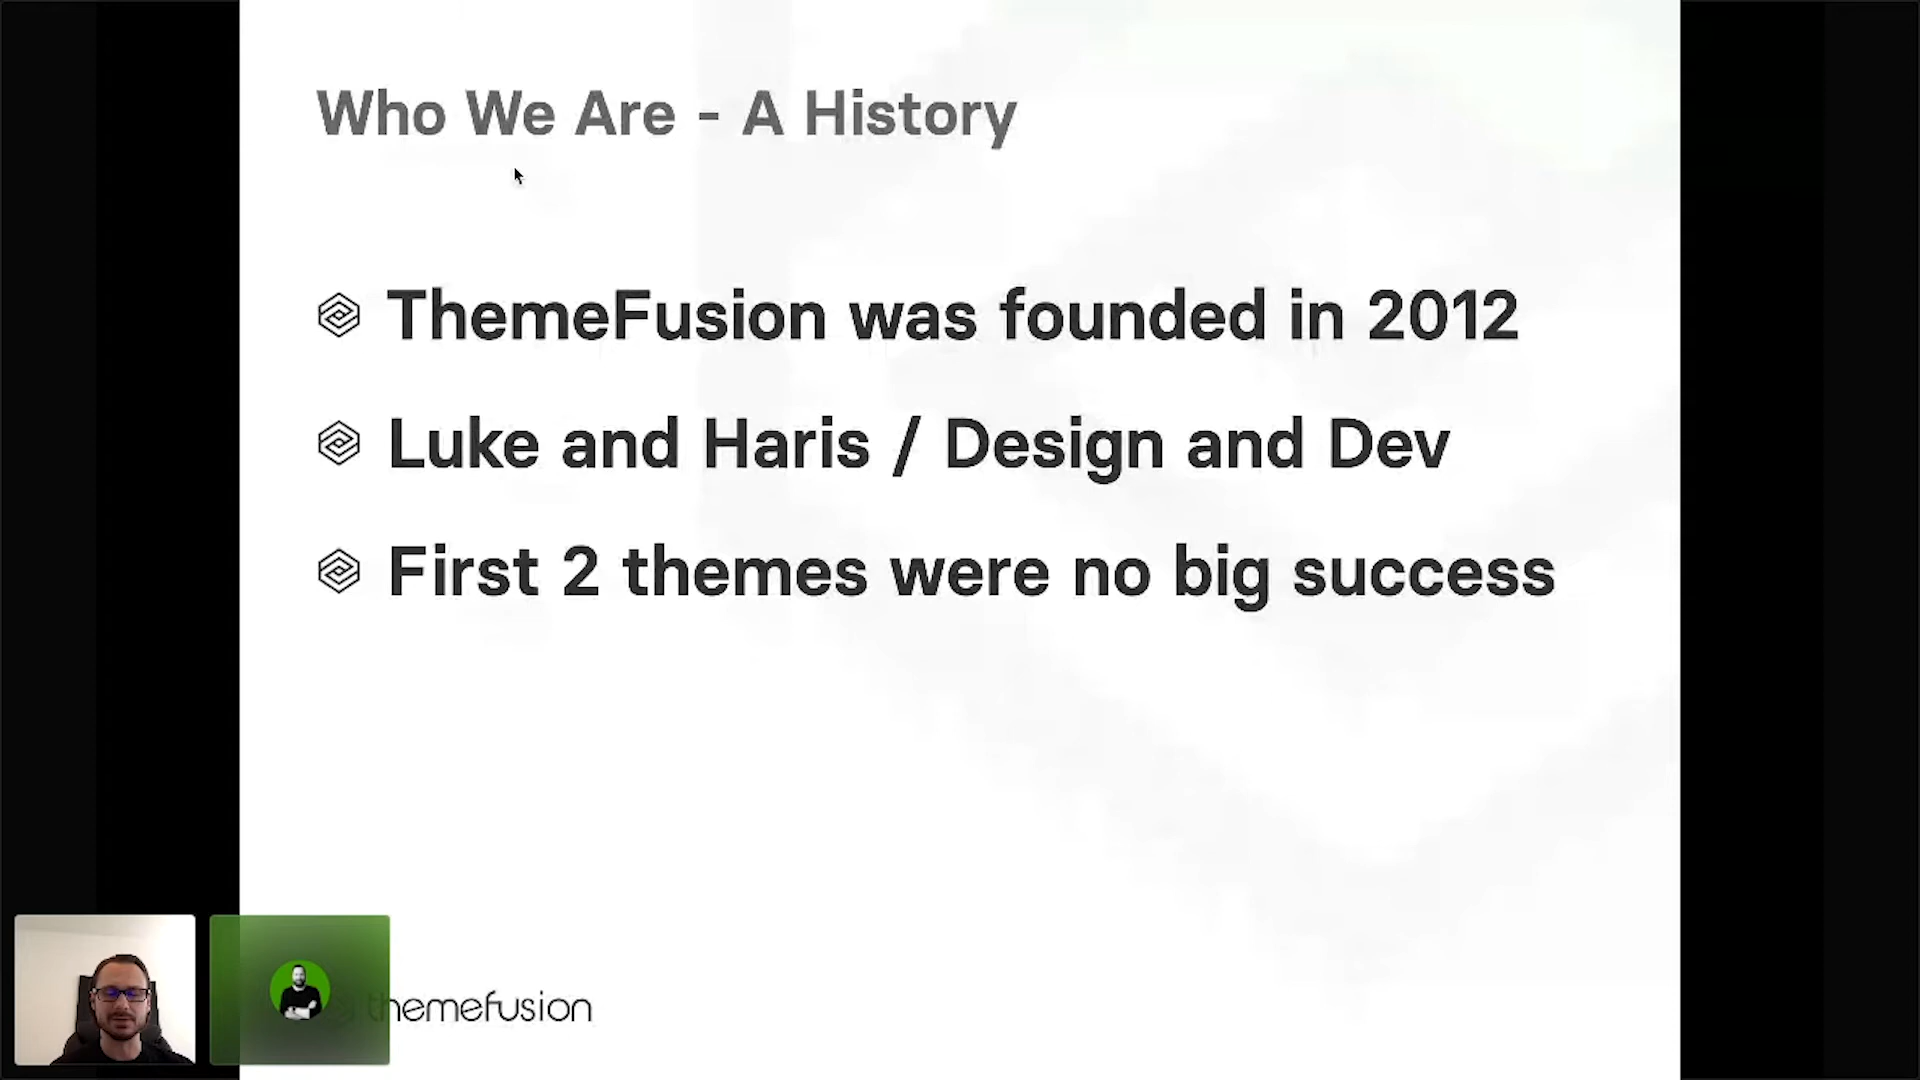 Who We Are - A History
ThemeFusion was founded in 2012
Luke and Haris / Design and Dev
First 2 themes were no big success
themefusion